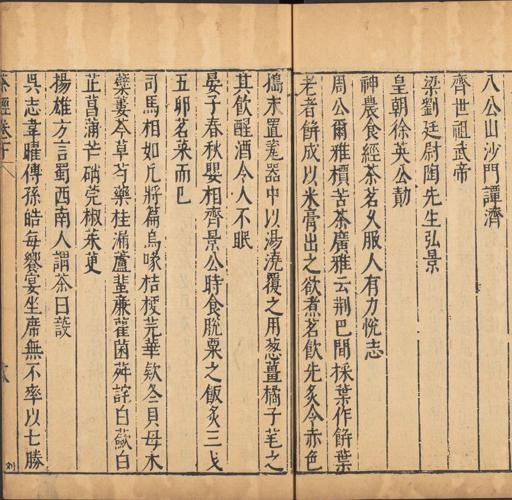 八公山沙門譚濟
齊世祖武帝
梁劉廷尉陶先生弘景
皇朝徐英公勣
神農食經茶茗乆服人有力悅志
周公爾雅檟苦茶廣雅云荆巴間採葉作餅葉
老者餅成以米膏出之欲煮茗飲先炙令赤色
搗末置瓷器中以湯澆覆之用葱薑橘子芼之
其飲醒酒令人不眠
晏子春秋嬰相齊景公時食脫粟之飯炙三弋
五卵茗菜而巳
司馬相如凡將篇烏喙桔梗芫華欵冬貝母木
蘗蔞芩草芍藥桂漏蘆蜚廉雚菌荈詫白蘞白
芷菖蒲芒硝莞椒茱萸
揚雄方言蜀西南人謂茶曰蔎
吳志韋曜傳孫皓每饗宴坐席無不率以七勝
茶經卷下